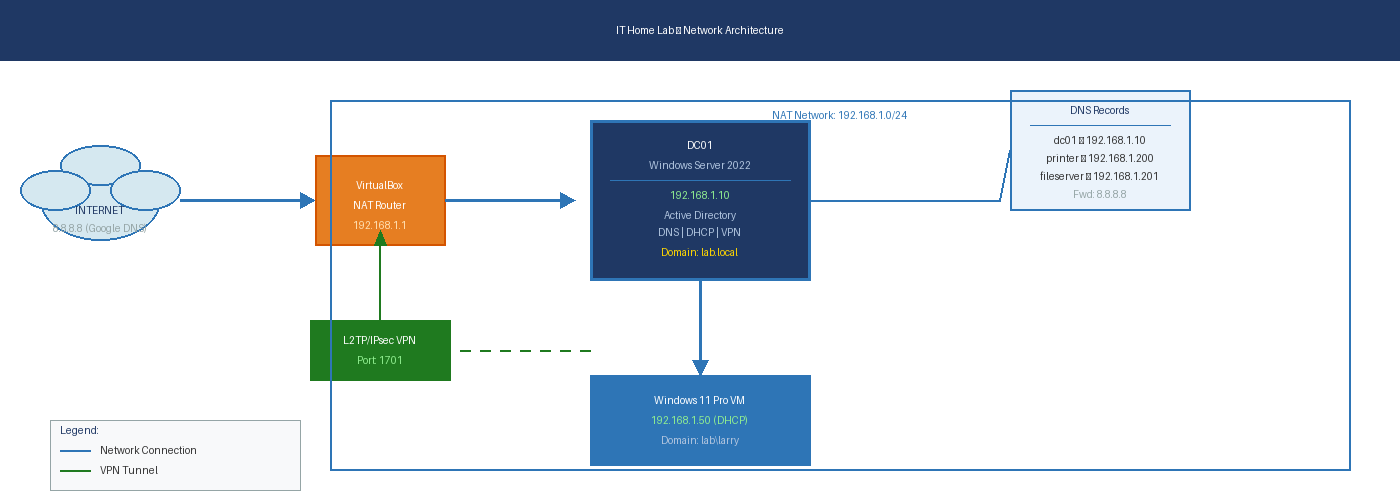 IT Home Lab ▯ Network Architecture
NAT Network: 192.168.1.0/24
INTERNET
8.8.8.8 (Google DNS)
VirtualBox
NAT Router
192.168.1.1
DC01
Windows Server 2022
192.168.1.10
Active Directory
DNS | DHCP | VPN
Domain: lab.local
DNS Records
dc01 ▯ 192.168.1.10
printer ▯ 192.168.1.200
fileserver ▯ 192.168.1.201
Fwd: 8.8.8.8
L2TP/IPsec VPN
Port: 1701
Windows 11 Pro VM
192.168.1.50 (DHCP)
Domain: lab\larry
Legend:
Network Connection
VPN Tunnel